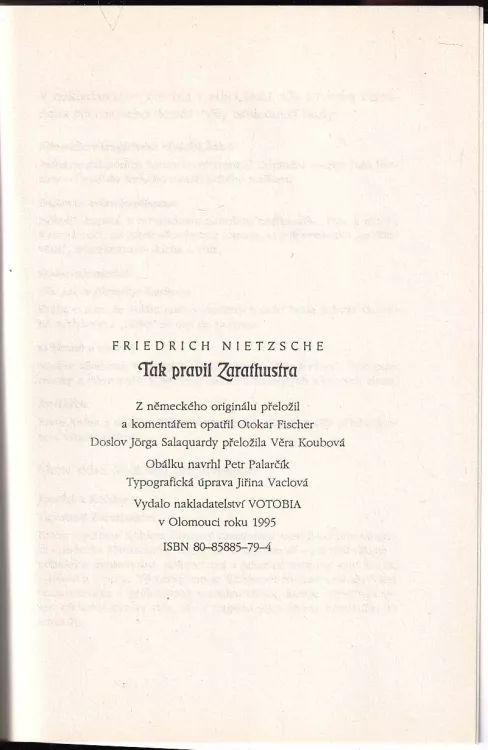 FRIEDRICH NIETZSCHE
Tak pravil Zarathustra
Z německého originálu přeložil
a komentářem opatřil Otokar Fischer
Doslov Jörga Salaquardy přeložila Věra Koubová
Obálku navrhl Petr Palarčík
Typografická úprava Jiřina Vaclová
Vydalo nakladatelství VOTOBIA
v Olomouci roku 1995
ISBN 80–85885–79–4